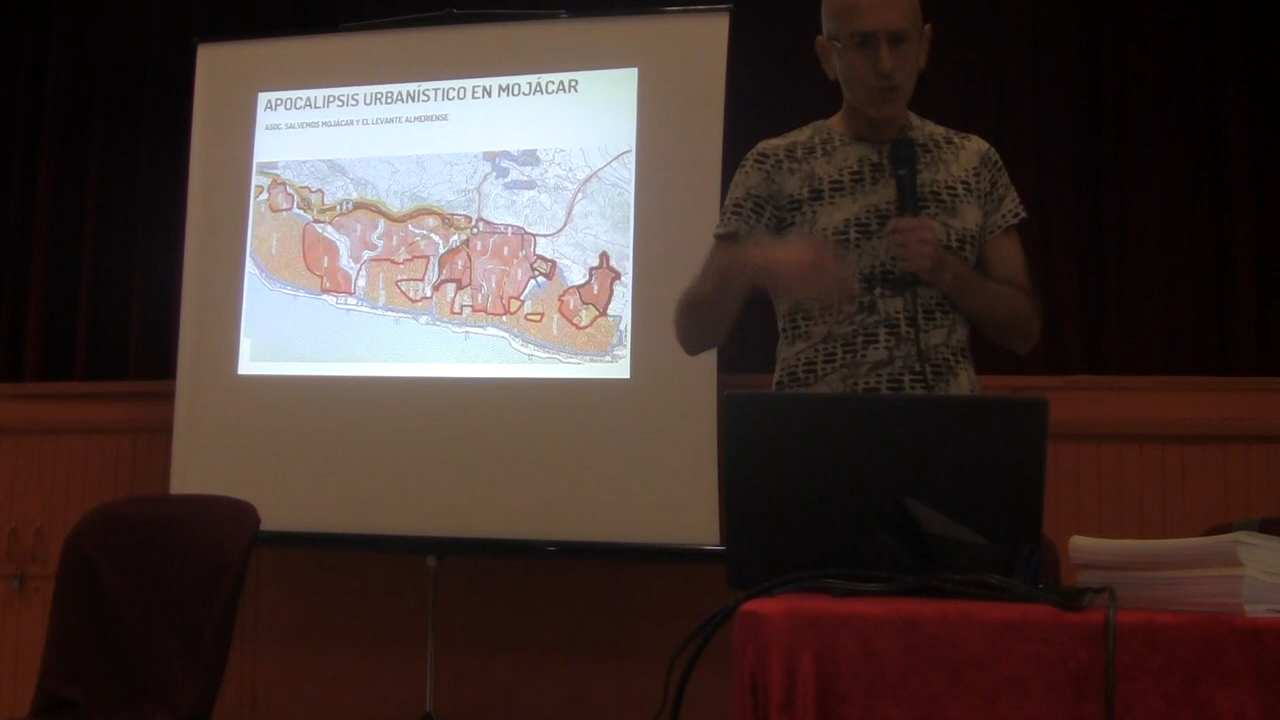 APOCALIPSIS URBANÍSTICO EN MOJÁCAR
ASOC. SALVEMOS MOJÁCAR Y EL LEVANTE ALMERIENSE